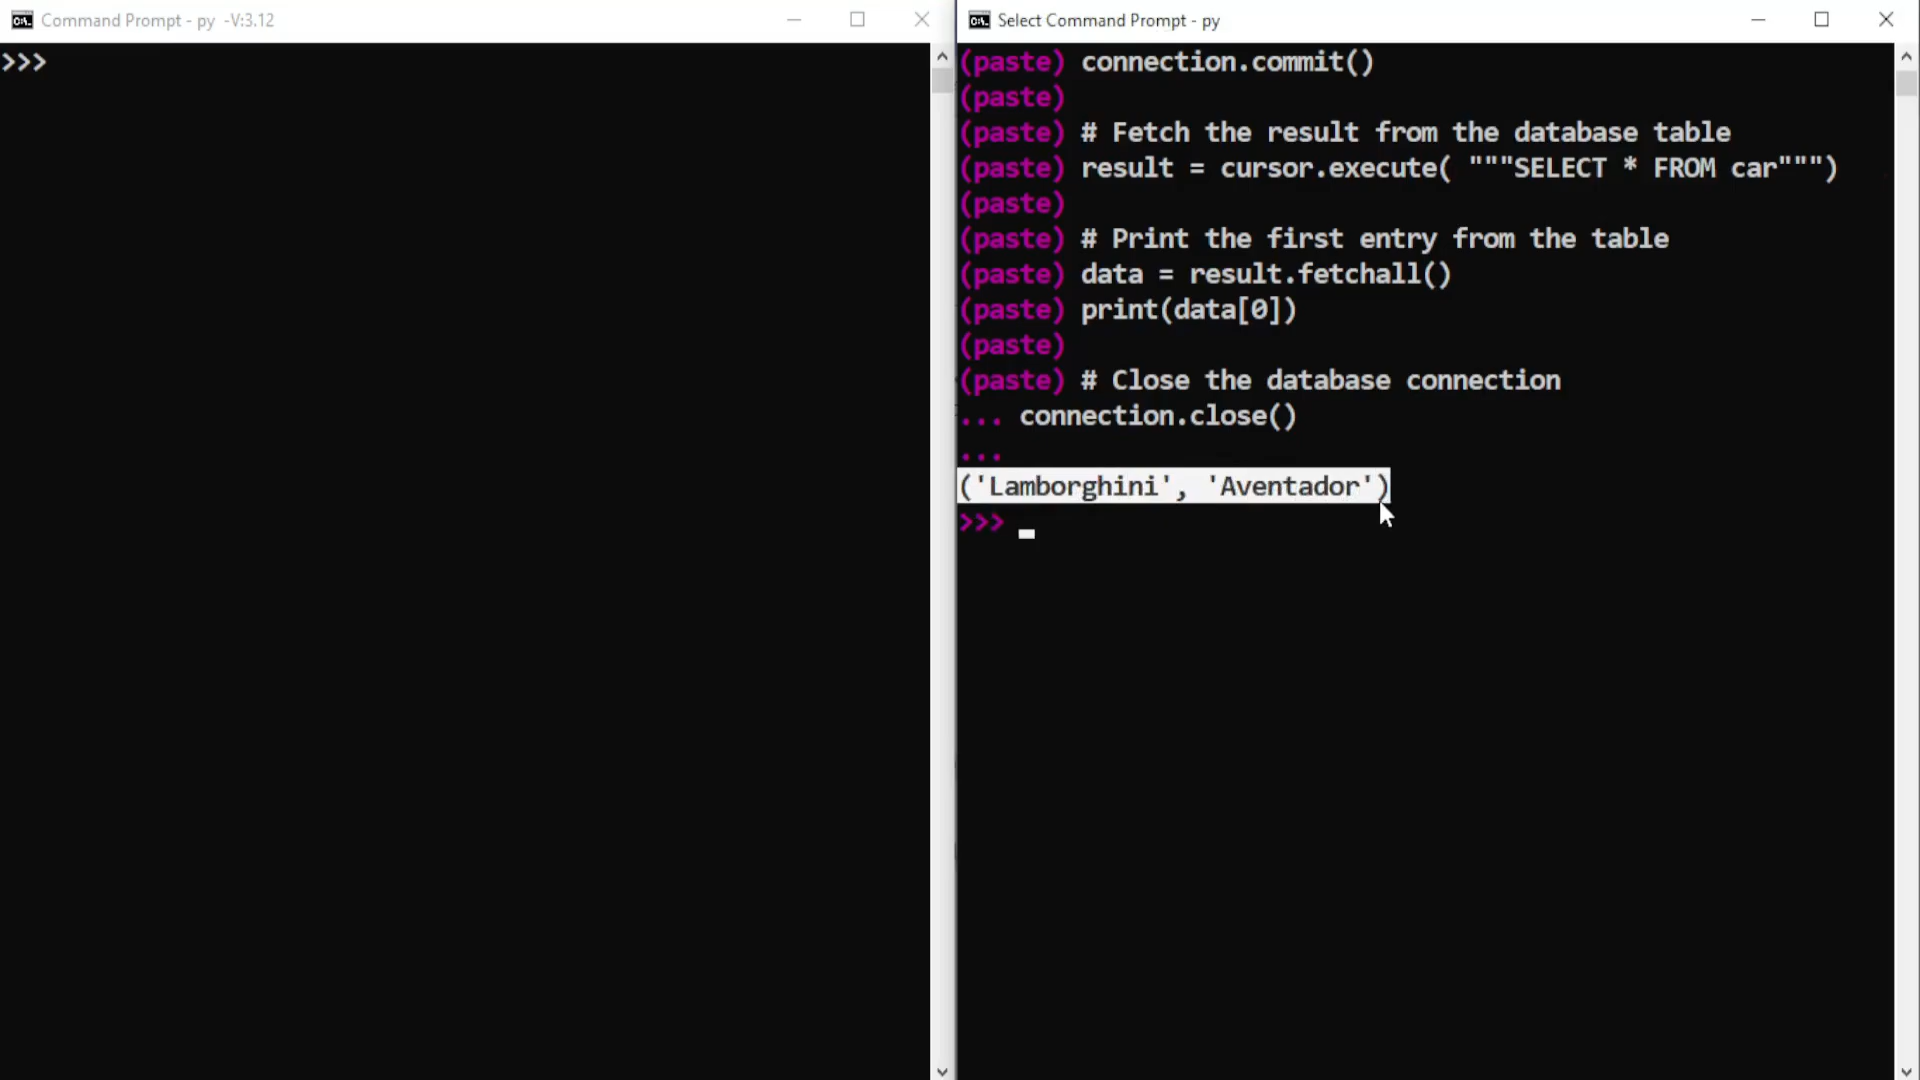 Command Prompt - py  -V:3.12
>>>
Select Command Prompt - py
(paste) connection.commit()
(paste)
(paste) # Fetch the result from the database table
(paste) result = cursor.execute( """SELECT * FROM car""")
(paste)
(paste) # Print the first entry from the table
(paste) data = result.fetchall()
(paste) print(data[0])
(paste)
(paste) # Close the database connection
... connection.close()
...
('Lamborghini', 'Aventador')
>>>